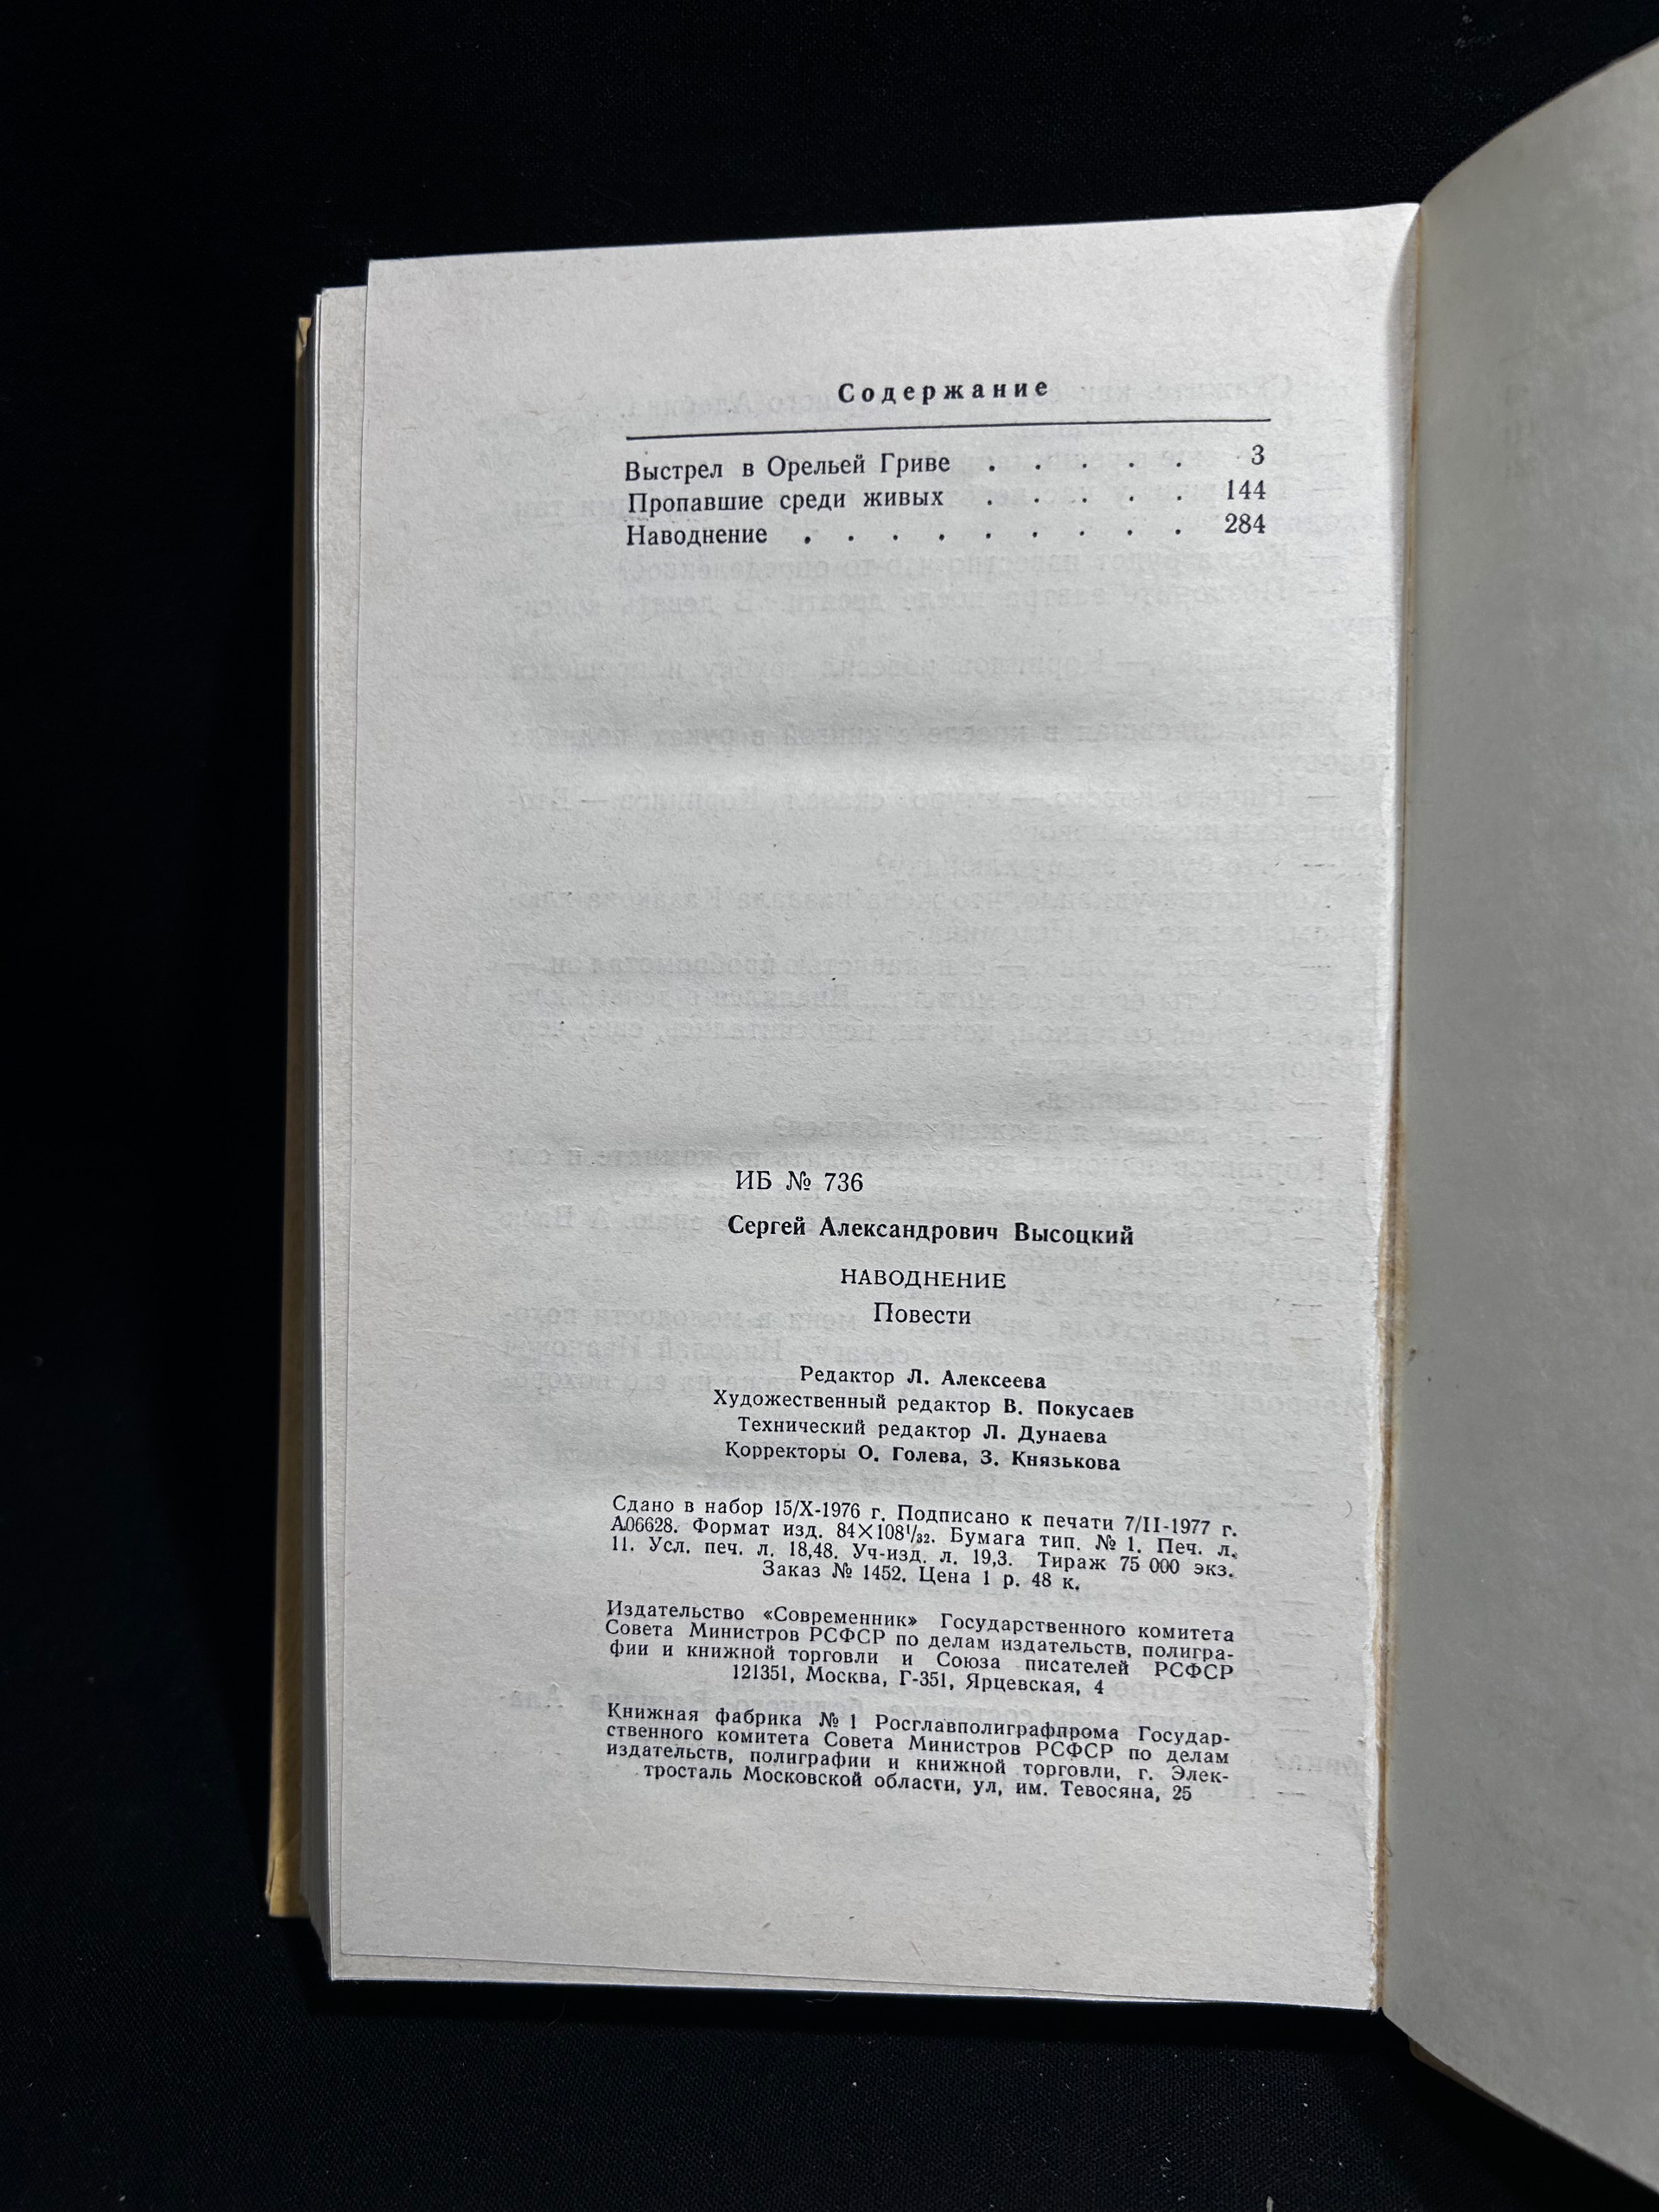 Содержание
Выстрел в Орельей Гриве . . . . . 3
Пропавшие среди живых . . . . . 144
Наводнение . . . . . . . . . 284
ИБ № 736
Сергей Александрович Высоцкий
НАВОДНЕНИЕ
Повести
Редактор Л. Алексеева
Художественный редактор В. Покусаев
Технический редактор Л. Дунаева
Корректоры О. Голева, З. Князькова
Сдано в набор 15/X-1976 г. Подписано к печати 7/II-1977 г.
А06628. Формат изд. 84×108¹/₃₂. Бумага тип. № 1. Печ. л.
11. Усл. печ. л. 18,48. Уч-изд. л. 19,3. Тираж 75 000 экз.
Заказ № 1452. Цена 1 р. 48 к.
Издательство «Современник» Государственного комитета
Совета Министров РСФСР по делам издательств, полигра-
фии и книжной торговли и Союза писателей РСФСР
121351, Москва, Г-351, Ярцевская, 4
Книжная фабрика № 1 Росглавполиграфпрома Государ-
ственного комитета Совета Министров РСФСР по делам
издательств, полиграфии и книжной торговли, г. Элек-
тросталь Московской области, ул, им. Тевосяна, 25